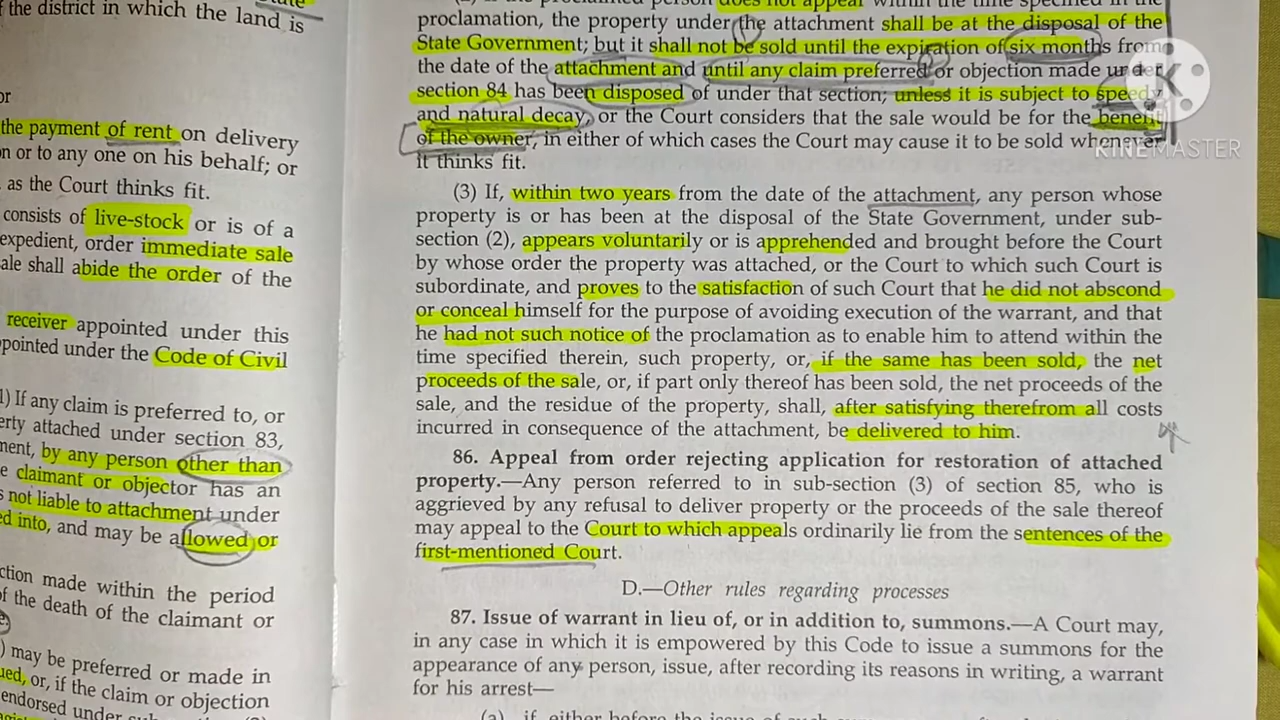 f the district in which the land is
or
the payment of rent on delivery
n or to any one on his behalf; or
as the Court thinks fit.
consists of live-stock or is of a
expedient, order immediate sale
ale shall abide the order of the
receiver appointed under this
pointed under the Code of Civil
1) If any claim is preferred to, or
erty attached under section 83,
ment, by any person other than
e claimant or objector has an
s not liable to attachment under
ed into, and may be allowed or
ction made within the period
of the death of the claimant or
) may be preferred or made in
ued, or, if the claim or objection
endorsed under
proclamation, the property under the attachment shall be at the disposal of the
State Government; but it shall not be sold until the expiration of six months from
the date of the attachment and until any claim preferred or objection made under
section 84 has been disposed of under that section; unless it is subject to speedy
and natural decay, or the Court considers that the sale would be for the benefit
of the owner, in either of which cases the Court may cause it to be sold whenever
it thinks fit.
(3) If, within two years from the date of the attachment, any person whose
property is or has been at the disposal of the State Government, under sub-
section (2), appears voluntarily or is apprehended and brought before the Court
by whose order the property was attached, or the Court to which such Court is
subordinate, and proves to the satisfaction of such Court that he did not abscond
or conceal himself for the purpose of avoiding execution of the warrant, and that
he had not such notice of the proclamation as to enable him to attend within the
time specified therein, such property, or, if the same has been sold, the net
proceeds of the sale, or, if part only thereof has been sold, the net proceeds of the
sale, and the residue of the property, shall, after satisfying therefrom all costs
incurred in consequence of the attachment, be delivered to him.
86. Appeal from order rejecting application for restoration of attached
property.—Any person referred to in sub-section (3) of section 85, who is
aggrieved by any refusal to deliver property or the proceeds of the sale thereof
may appeal to the Court to which appeals ordinarily lie from the sentences of the
first-mentioned Court.
D.—Other rules regarding processes
87. Issue of warrant in lieu of, or in addition to, summons.—A Court may,
in any case in which it is empowered by this Code to issue a summons for the
appearance of any person, issue, after recording its reasons in writing, a warrant
for his arrest—
K
KINEMASTER